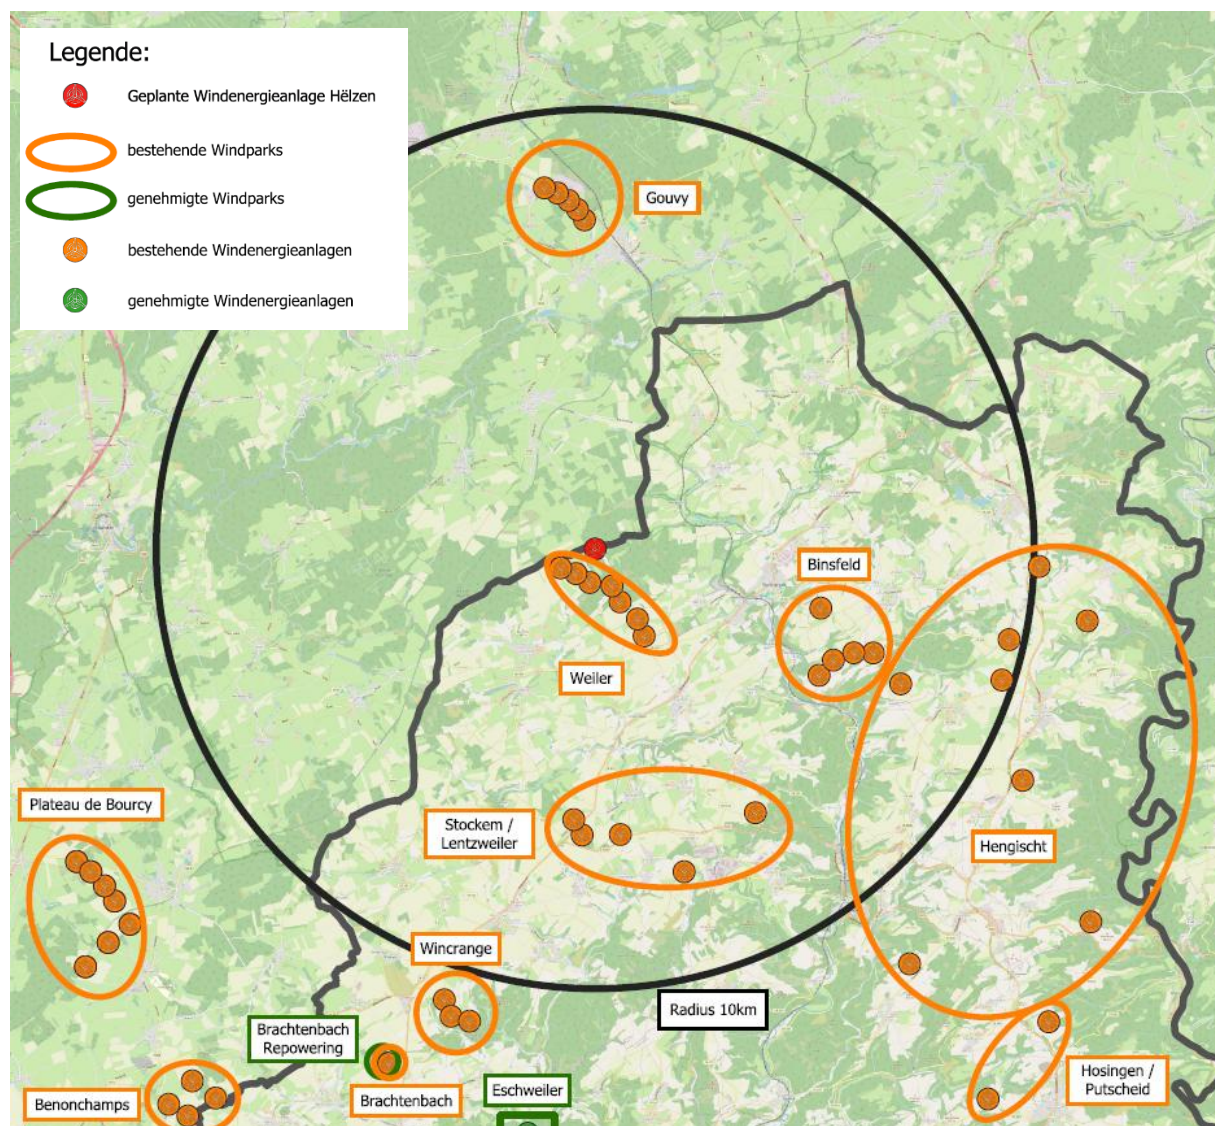 Legende:
Geplante Windenergieanlage Hëlzen
bestehende Windparks
genehmigte Windparks
bestehende Windenergieanlagen
genehmigte Windenergieanlagen
Gouvy
Binsfeld
Weiler
Plateau de Bourcy
Stockem /
Lentzweiler
Hengischt
Wincrange
Radius 10km
Brachtenbach
Repowering
Hosingen /
Putscheid
Eschweiler
Brachtenbach
Benonchamps